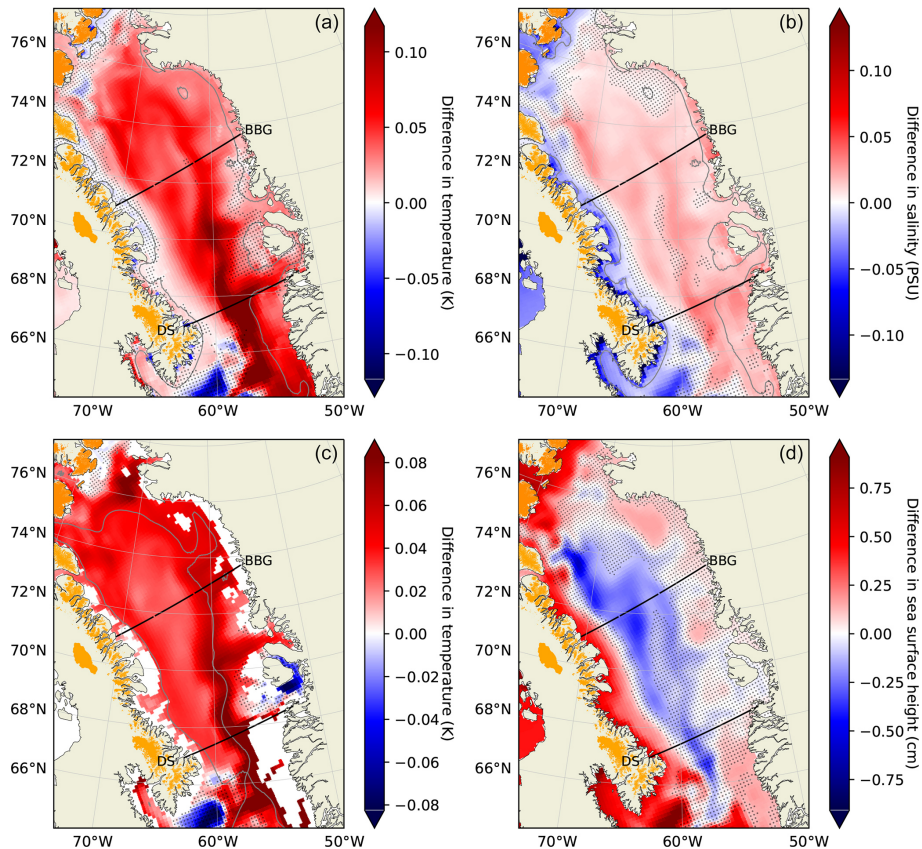 (a)
76°N
74°N
72°N
70°N
68°N
66°N
70°W
60°W
50°W
BBG
DS
0.10
0.05
0.00
−0.05
−0.10
Difference in temperature (K)
(b)
76°N
74°N
72°N
70°N
68°N
66°N
70°W
60°W
50°W
BBG
DS
0.10
0.05
0.00
−0.05
−0.10
Difference in salinity (PSU)
(c)
76°N
74°N
72°N
70°N
68°N
66°N
70°W
60°W
50°W
BBG
DS
0.08
0.06
0.04
0.02
0.00
−0.02
−0.04
−0.06
−0.08
Difference in temperature (K)
(d)
76°N
74°N
72°N
70°N
68°N
66°N
70°W
60°W
50°W
BBG
DS
0.75
0.50
0.25
0.00
−0.25
−0.50
−0.75
Difference in sea surface height (cm)